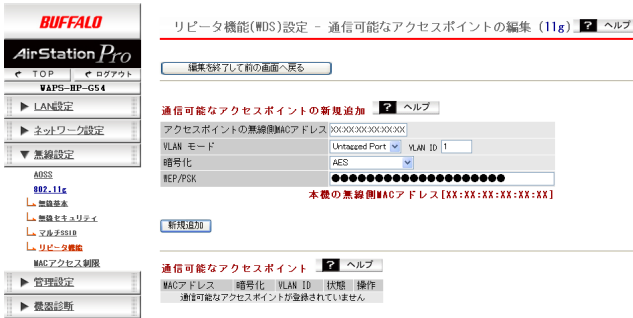 BUFFALO
AirStation Pro
TOP ログアウト
WAPS-HP-G54
▶ LAN設定
▶ ネットワーク設定
▼ 無線設定
AOSS
802.11g
無線基本
無線セキュリティ
マルチSSID
リピータ機能
MACアクセス制限
▶ 管理設定
▶ 機器診断
リピータ機能(WDS)設定 - 通信可能なアクセスポイントの編集 (11g) ? ヘルプ
編集を終了して前の画面へ戻る
通信可能なアクセスポイントの新規追加 ? ヘルプ
アクセスポイントの無線側MACアドレス XX:XX:XX:XX:XX:XX
VLAN モード Untagged Port VLAN ID 1
暗号化 AES
WEP/PSK ●●●●●●●●●●●●●●●●●●●●
本機の無線側MACアドレス[XX:XX:XX:XX:XX:XX]
新規追加
通信可能なアクセスポイント ? ヘルプ
MACアドレス 暗号化 VLAN ID 状態 操作
通信可能なアクセスポイントが登録されていません